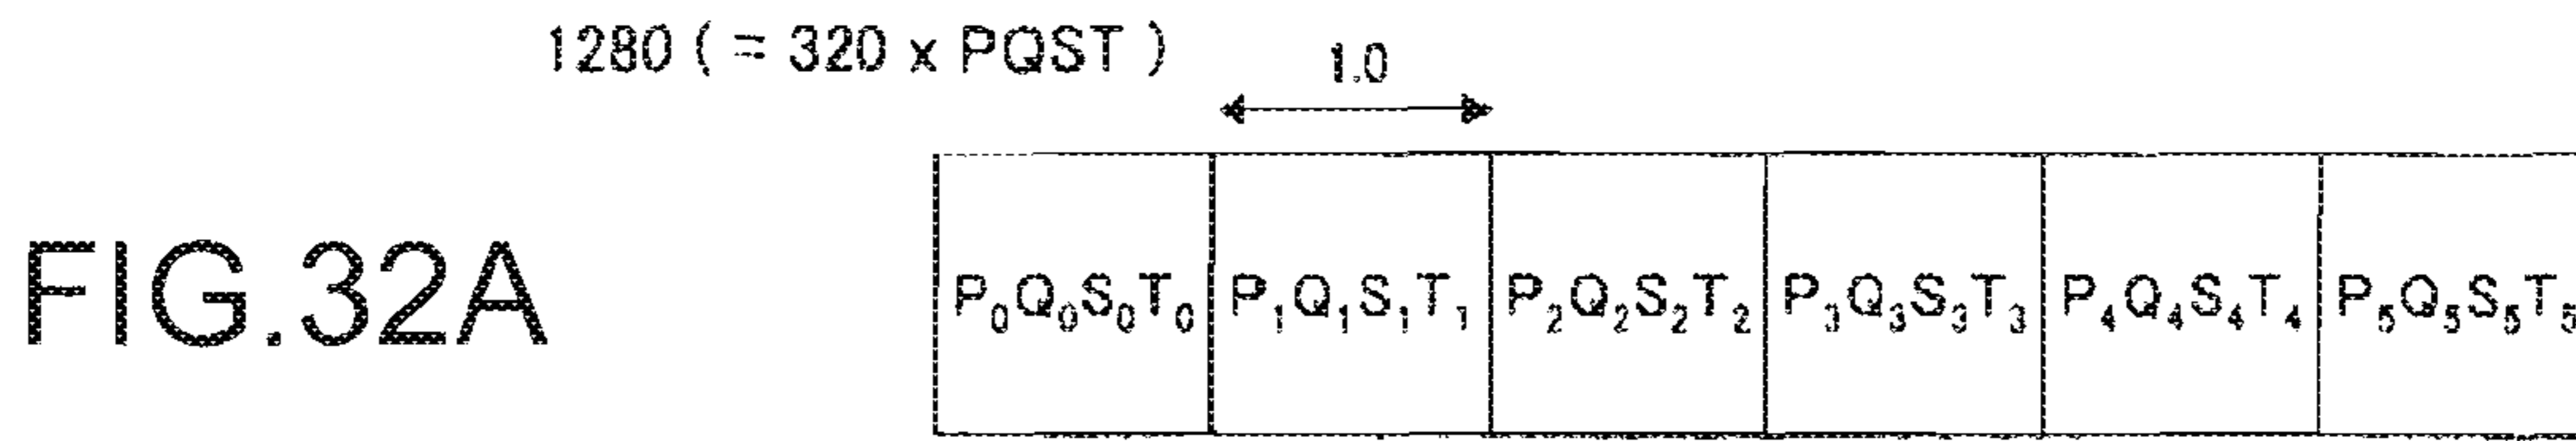 1280 ( = 320 x PQST )
1.0
FIG.32A
P₀Q₀S₀T₀ P₁Q₁S₁T₁ P₂Q₂S₂T₂ P₃Q₃S₃T₃ P₄Q₄S₄T₄ P₅Q₅S₅T₅